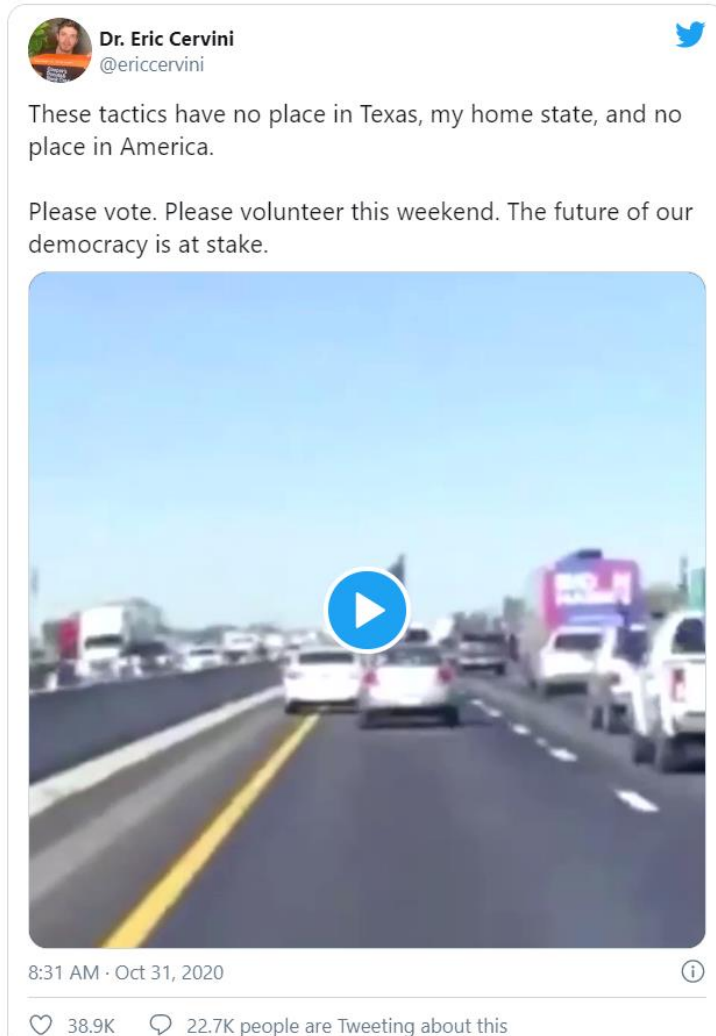 Dr. Eric Cervini
@ericcervini
These tactics have no place in Texas, my home state, and no
place in America.
Please vote. Please volunteer this weekend. The future of our
democracy is at stake.
8:31 AM · Oct 31, 2020
38.9K 22.7K people are Tweeting about this